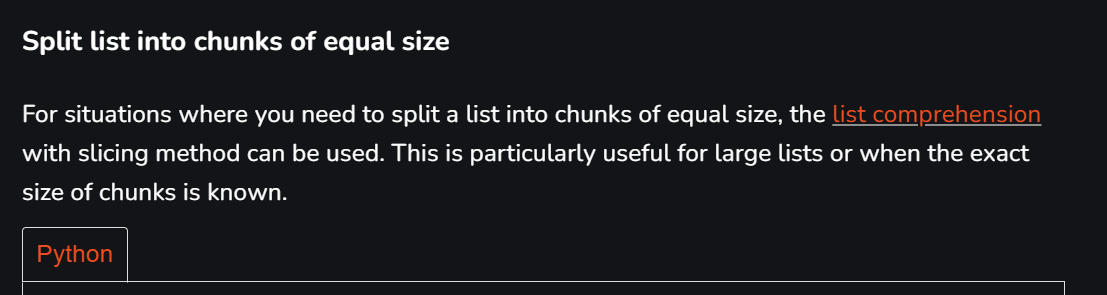 Split list into chunks of equal size
For situations where you need to split a list into chunks of equal size, the list comprehension
with slicing method can be used. This is particularly useful for large lists or when the exact
size of chunks is known.
Python